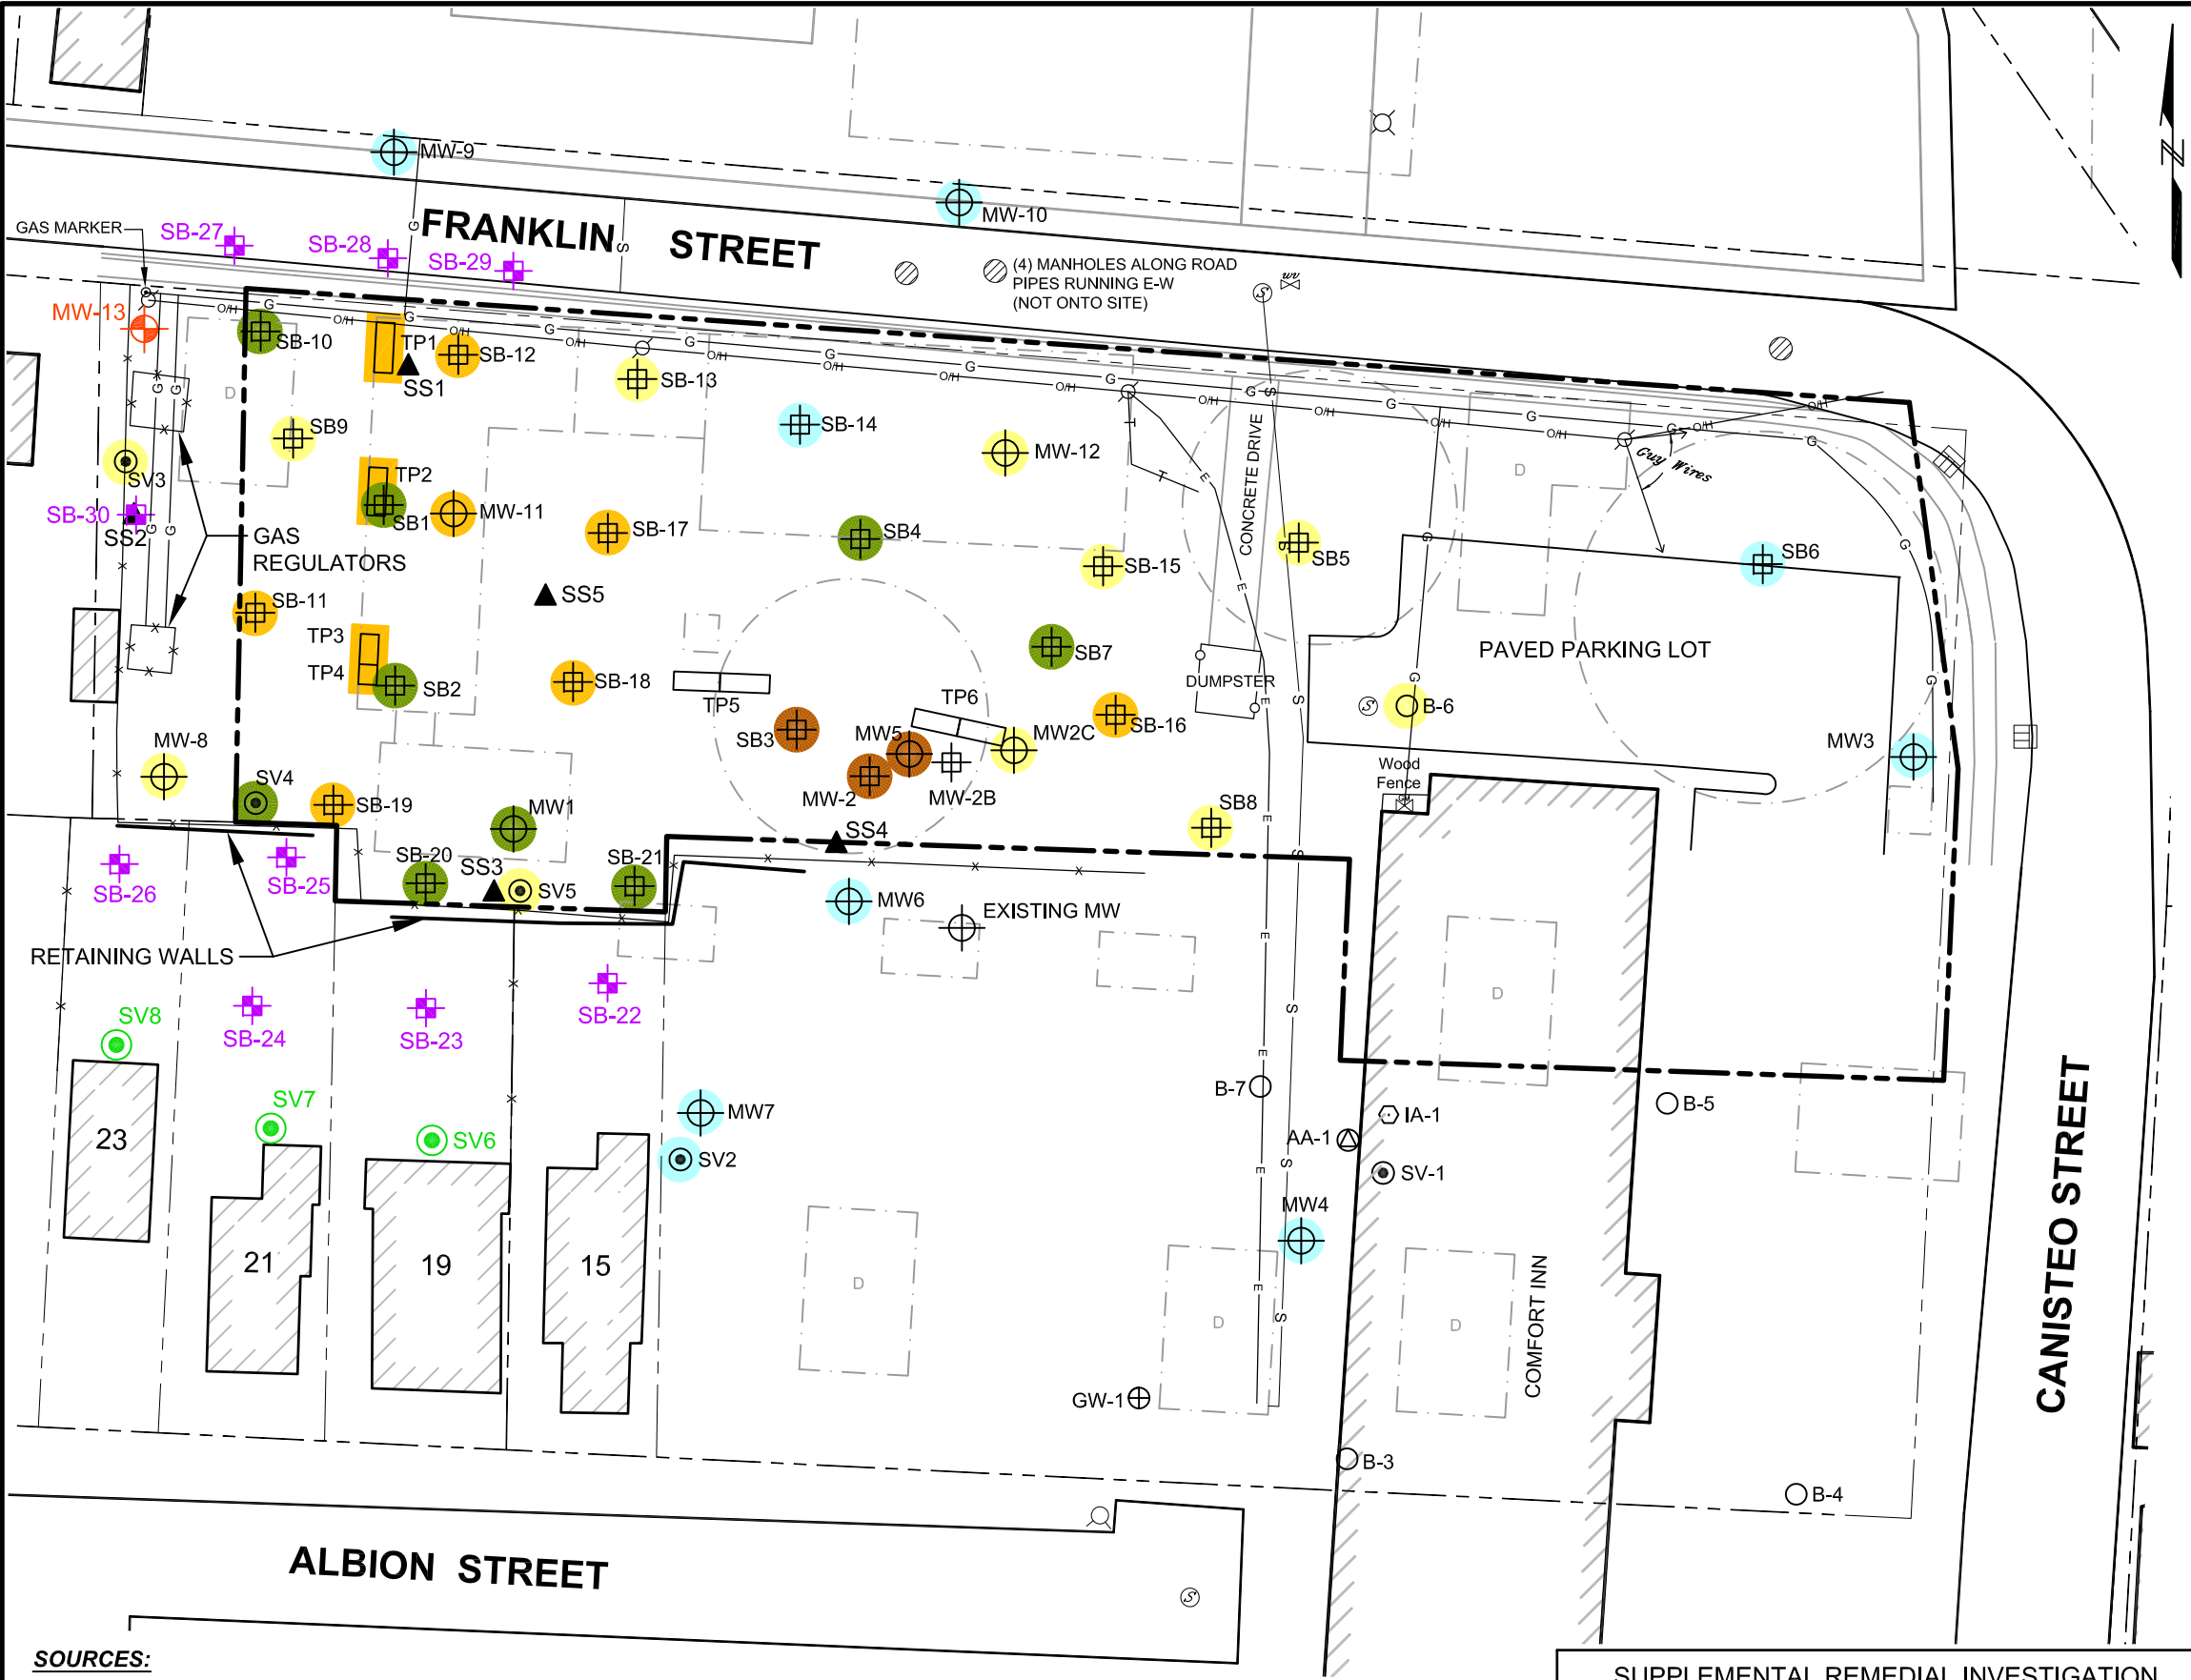 MW-9
MW-10
FRANKLIN STREET
GAS MARKER
SB-27
SB-28
SB-29
(4) MANHOLES ALONG ROAD
PIPES RUNNING E-W
(NOT ONTO SITE)
N
MW-13
SB-10
TP1
SS1
SB-12
SB-13
SB-14
SB9
SV3
SB-30
SS2
TP2
SB1
MW-11
SB-17
SB4
MW-12
CONCRETE DRIVE
SB5
SB-15
Guy Wires
SB6
GAS
REGULATORS
SB-11
SS5
TP3
TP4
SB2
SB-18
TP5
SB7
DUMPSTER
PAVED PARKING LOT
TP6
SB3
MW5
MW2C
SB-16
B-6
MW3
MW-8
SV4
SB-19
MW1
MW-2
MW-2B
SB8
Wood
Fence
SS4
SB-26
SB-25
SB-20
SS3
SV5
SB-21
MW6
EXISTING MW
RETAINING WALLS
SB-24
SB-23
SB-22
SV8
SV7
SV6
MW7
SV2
B-7
IA-1
AA-1
SV-1
B-5
MW4
23
21
19
15
COMFORT INN
CANISTEO STREET
GW-1
B-3
B-4
ALBION STREET
SOURCES:
SUPPLEMENTAL REMEDIAL INVESTIGATION